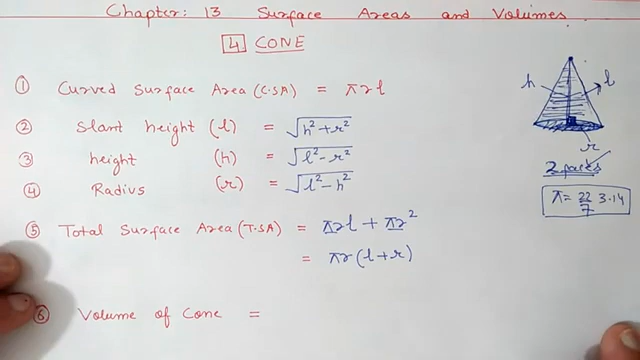 Chapter: 13 Surface Areas and Volumes
4 CONE
① Curved Surface Area (C.S.A) = πrl
② Slant height (l) = √h²+r²
③ height (h) = √l²-r²
④ Radius (r) = √l²-h²
⑤ Total Surface Area (T.S.A) = πrl + πr²
= πr(l+r)
⑥ Volume of Cone =
h l
r
2 faces
π = 22/7 3.14